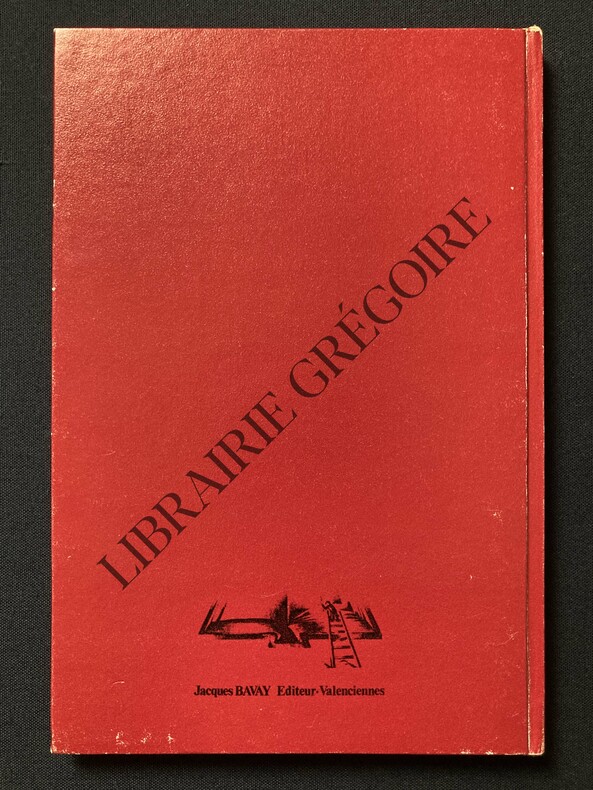 LIBRAIRIE GRÉGOIRE
Jacques BAVAY Editeur·Valenciennes